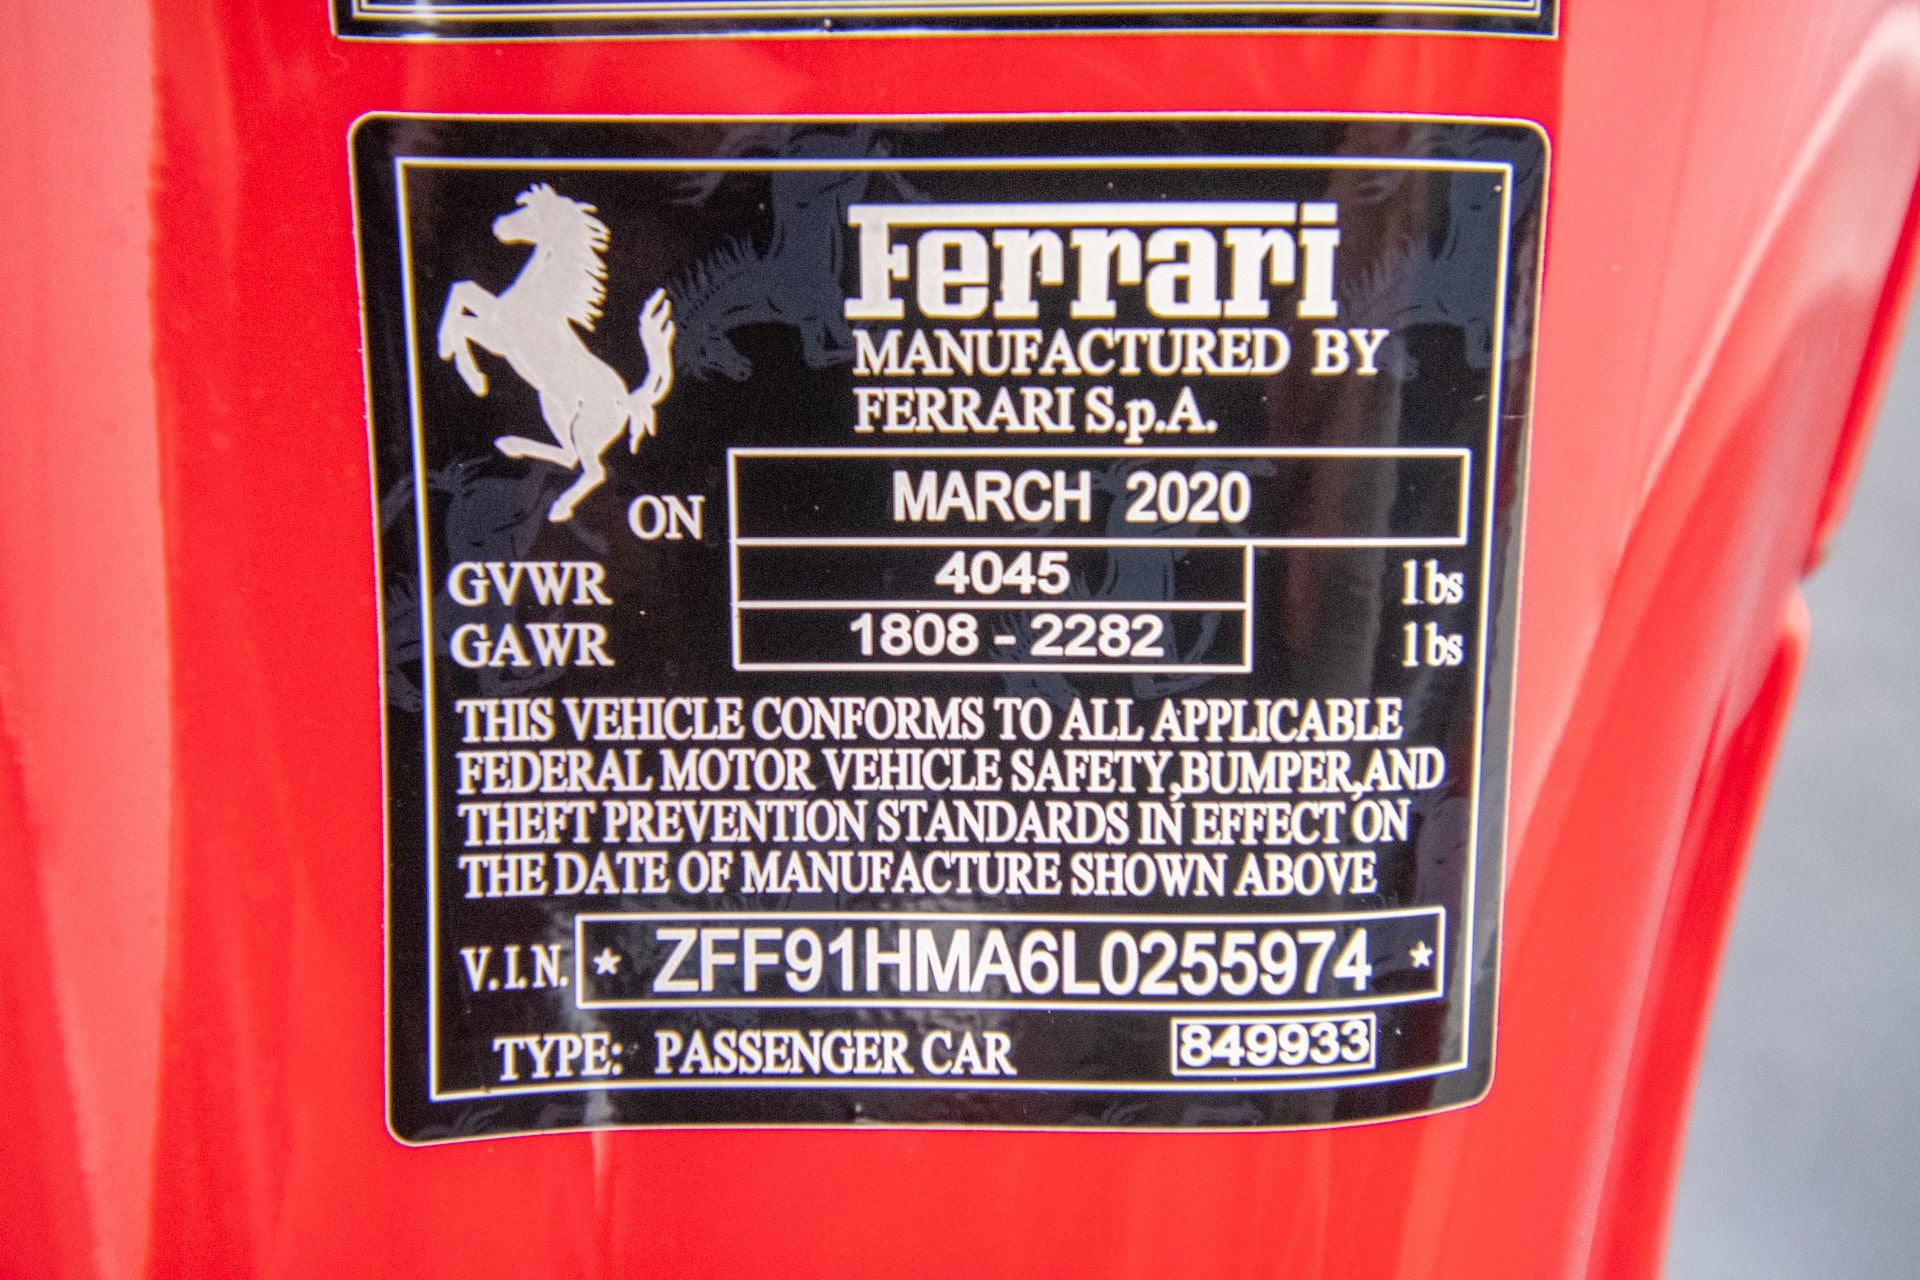 Ferrari
MANUFACTURED BY
FERRARI S.p.A.
ON MARCH 2020
GVWR 4045 lbs
GAWR 1808 - 2282 lbs
THIS VEHICLE CONFORMS TO ALL APPLICABLE
FEDERAL MOTOR VEHICLE SAFETY,BUMPER,AND
THEFT PREVENTION STANDARDS IN EFFECT ON
THE DATE OF MANUFACTURE SHOWN ABOVE
V.I.N. * ZFF91HMA6L0255974 *
TYPE: PASSENGER CAR 849933